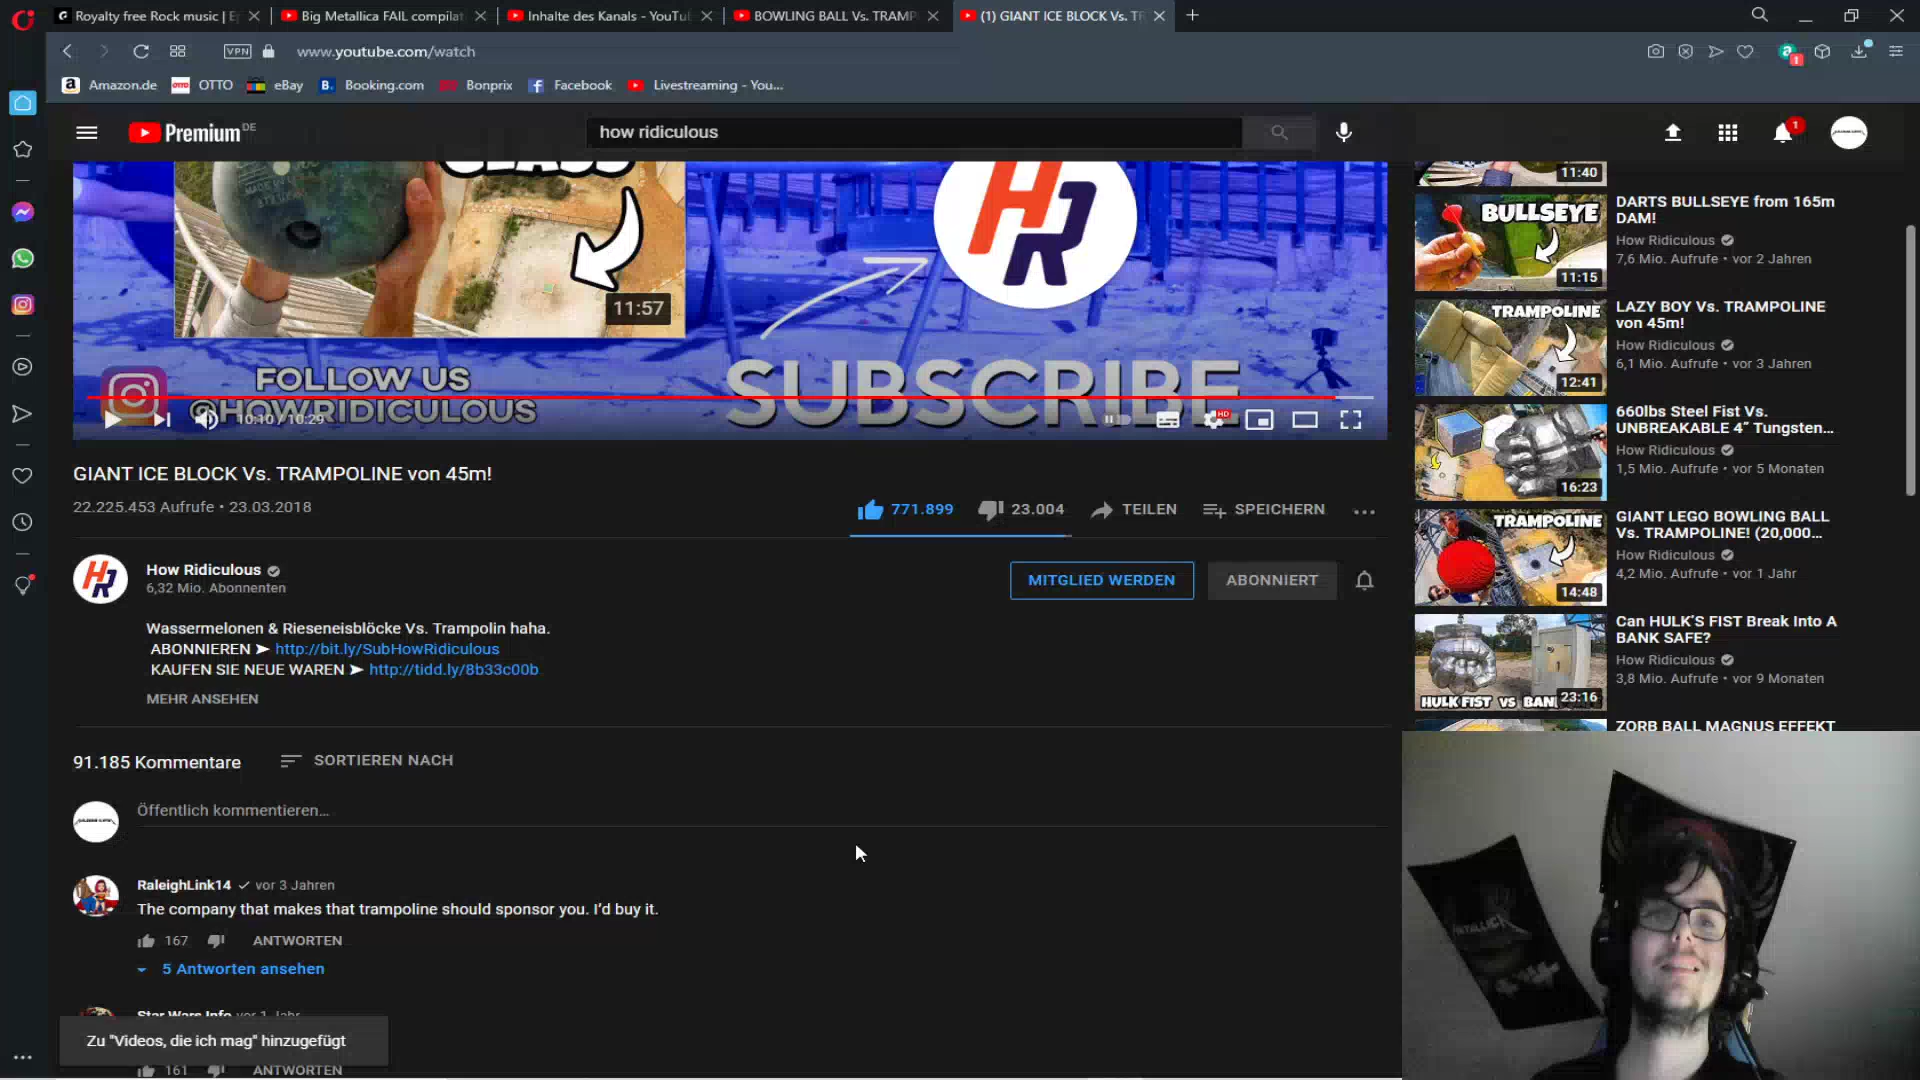 Royalty free Rock music | E
Big Metallica FAIL compilat
Inhalte des Kanals - YouTu
BOWLING BALL Vs. TRAMP
(1) GIANT ICE BLOCK Vs. TR
VPN
www.youtube.com/watch
1
Amazon.de
OTTO
eBay
Booking.com
Bonprix
Facebook
Livestreaming - You...
Premium DE
how ridiculous
1
GLASS
11:57
HR
FOLLOW US
@HOWRIDICULOUS
SUBSCRIBE
10:10 / 10:29
HD
GIANT ICE BLOCK Vs. TRAMPOLINE von 45m!
22.225.453 Aufrufe • 23.03.2018
771.899
23.004
TEILEN
SPEICHERN
HR
How Ridiculous
6,32 Mio. Abonnenten
MITGLIED WERDEN
ABONNIERT
Wassermelonen & Rieseneisblöcke Vs. Trampolin haha.
ABONNIEREN ➤ http://bit.ly/SubHowRidiculous
KAUFEN SIE NEUE WAREN ➤ http://tidd.ly/8b33c00b
MEHR ANSEHEN
91.185 Kommentare
SORTIEREN NACH
Öffentlich kommentieren...
RaleighLink14 ✓ vor 3 Jahren
The company that makes that trampoline should sponsor you. I'd buy it.
167
ANTWORTEN
5 Antworten ansehen
Star Wars Info vor 1 Jahr
Zu "Videos, die ich mag" hinzugefügt
161
ANTWORTEN
11:40
BULLSEYE
11:15
DARTS BULLSEYE from 165m
DAM!
How Ridiculous
7,6 Mio. Aufrufe • vor 2 Jahren
TRAMPOLINE
12:41
LAZY BOY Vs. TRAMPOLINE
von 45m!
How Ridiculous
6,1 Mio. Aufrufe • vor 3 Jahren
16:23
660lbs Steel Fist Vs.
UNBREAKABLE 4” Tungsten...
How Ridiculous
1,5 Mio. Aufrufe • vor 5 Monaten
TRAMPOLINE
14:48
GIANT LEGO BOWLING BALL
Vs. TRAMPOLINE! (20,000...
How Ridiculous
4,2 Mio. Aufrufe • vor 1 Jahr
HULK FIST VS BAN
23:16
Can HULK'S FIST Break Into A
BANK SAFE?
How Ridiculous
3,8 Mio. Aufrufe • vor 9 Monaten
ZORB BALL MAGNUS EFFEKT
METALLICA